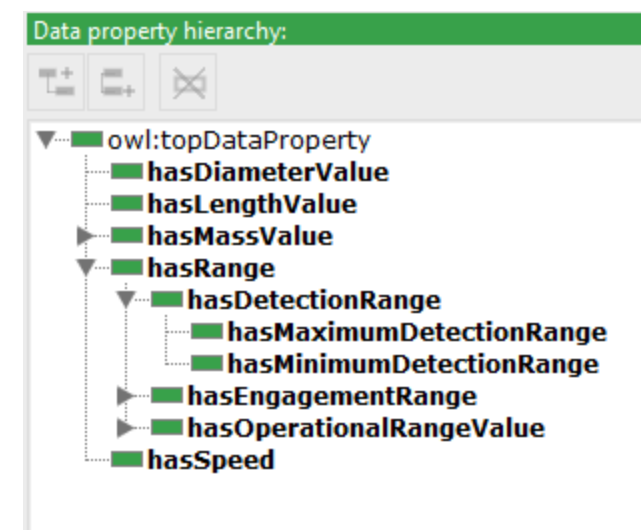 Data property hierarchy:
owl:topDataProperty
hasDiameterValue
hasLengthValue
hasMassValue
hasRange
hasDetectionRange
hasMaximumDetectionRange
hasMinimumDetectionRange
hasEngagementRange
hasOperationalRangeValue
hasSpeed